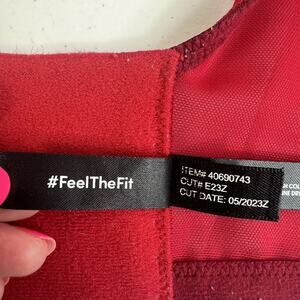 #FeelTheFit
ITEM# 40690743
CUT# E23Z
CUT DATE: 05/2023Z